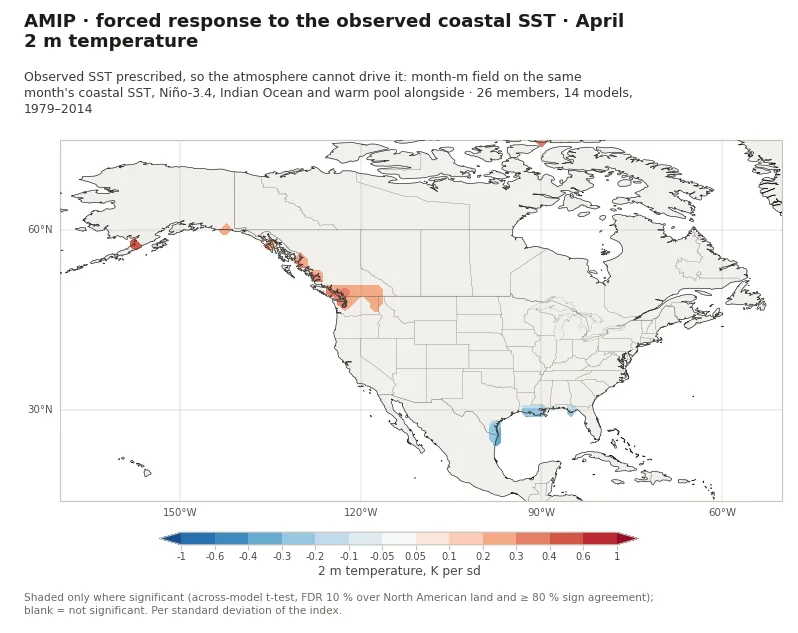 AMIP · forced response to the observed coastal SST · April
2 m temperature
Observed SST prescribed, so the atmosphere cannot drive it: month-m field on the same
month's coastal SST, Niño-3.4, Indian Ocean and warm pool alongside · 26 members, 14 models,
1979–2014
60°N
30°N
150°W 120°W 90°W 60°W
-1 -0.6 -0.4 -0.3 -0.2 -0.1 -0.05 0.05 0.1 0.2 0.3 0.4 0.6 1
2 m temperature, K per sd
Shaded only where significant (across-model t-test, FDR 10 % over North American land and ≥ 80 % sign agreement);
blank = not significant. Per standard deviation of the index.